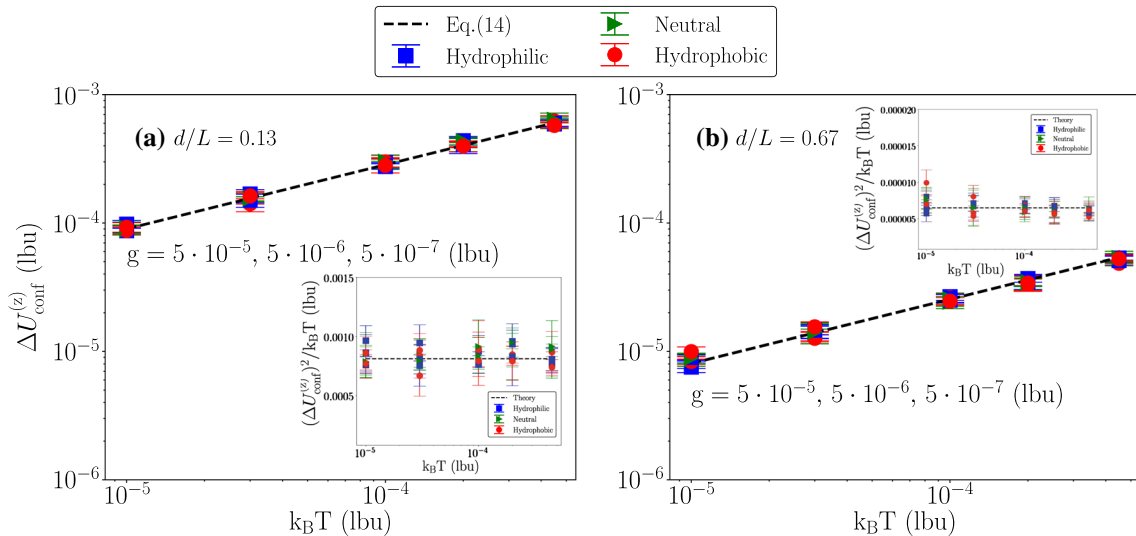 Eq.(14)
Hydrophilic
Neutral
Hydrophobic
(a) d/L = 0.13
g = 5 · 10⁻⁵, 5 · 10⁻⁶, 5 · 10⁻⁷ (lbu)
10⁻³
10⁻⁴
10⁻⁵
10⁻⁶
ΔU_conf^(z) (lbu)
10⁻⁵
10⁻⁴
k_BT (lbu)
0.0015
0.0010
0.0005
(ΔU_conf^(z))²/k_BT (lbu)
Theory
Hydrophilic
Neutral
Hydrophobic
10⁻⁵
10⁻⁴
k_BT (lbu)
(b) d/L = 0.67
g = 5 · 10⁻⁵, 5 · 10⁻⁶, 5 · 10⁻⁷ (lbu)
10⁻³
10⁻⁴
10⁻⁵
10⁻⁶
10⁻⁵
10⁻⁴
k_BT (lbu)
0.000020
0.000015
0.000010
0.000005
(ΔU_conf^(z))²/k_BT (lbu)
Theory
Hydrophilic
Neutral
Hydrophobic
10⁻⁵
10⁻⁴
k_BT (lbu)